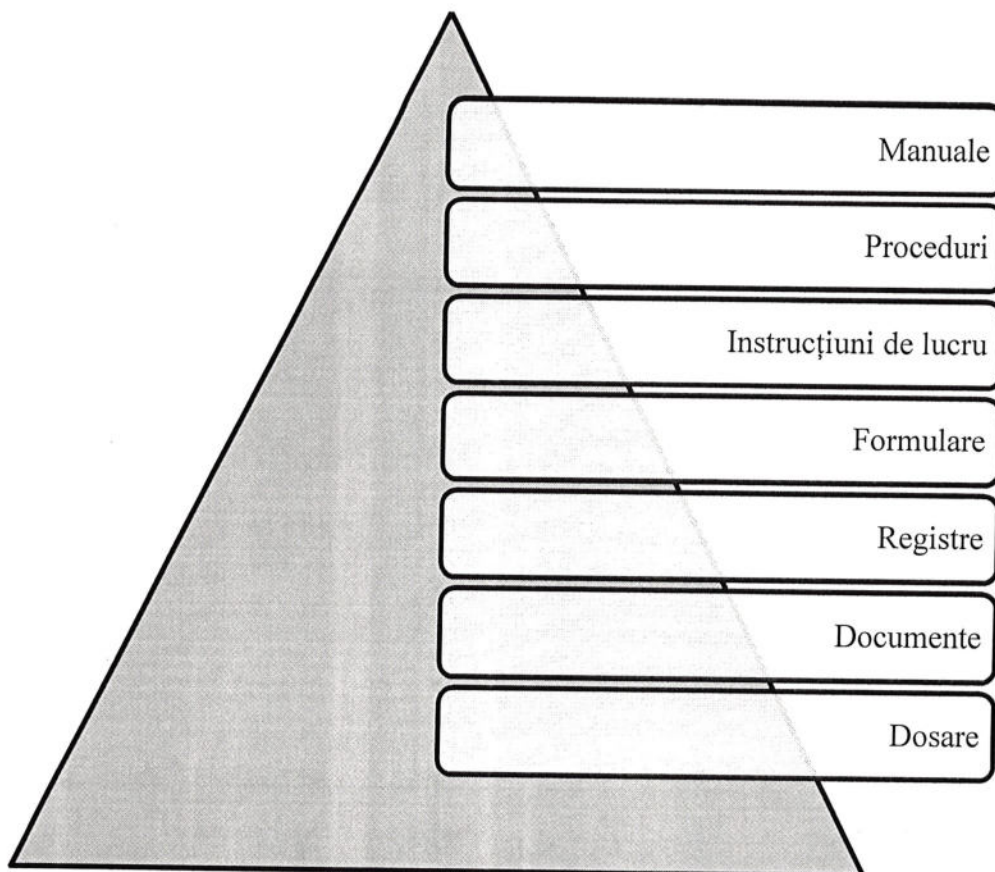 Manuale
Proceduri
Instrucțiuni de lucru
Formulare
Registre
Documente
Dosare